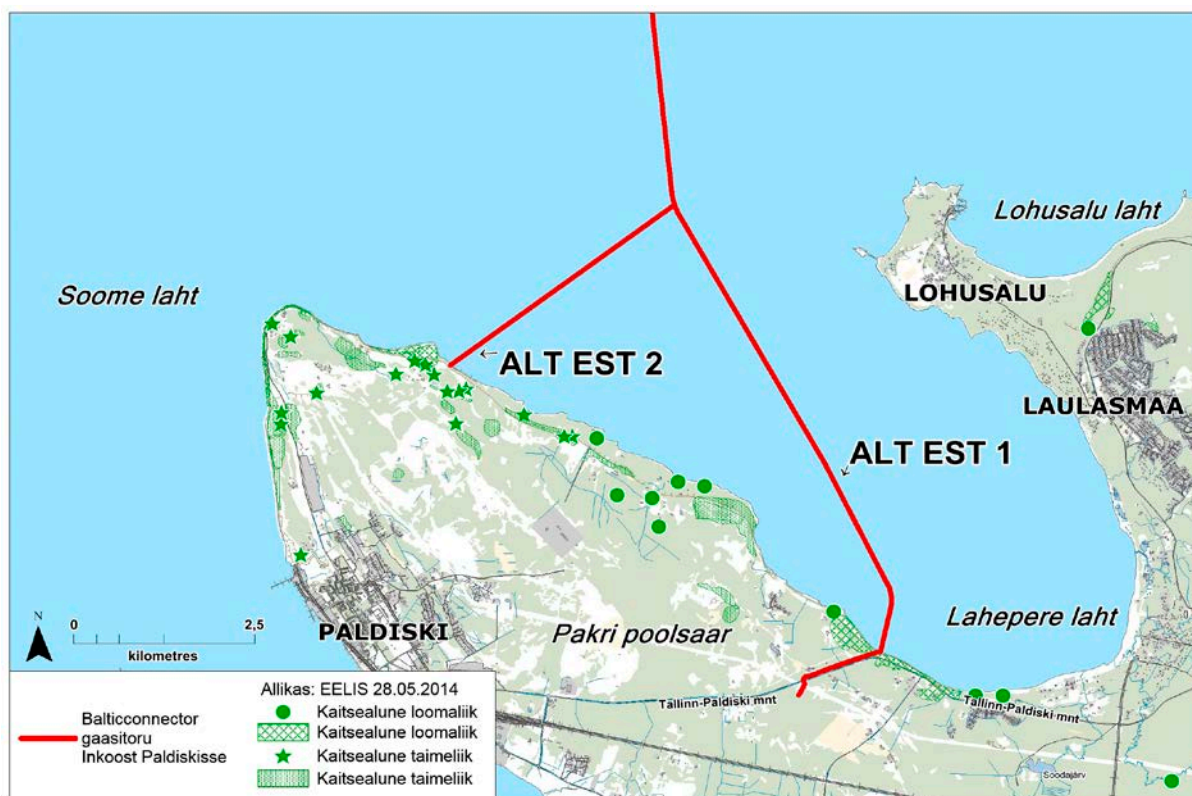 Lohusalu laht
Soome laht
LOHUSALU
ALT EST 2
LAULASMAA
ALT EST 1
Lahepere laht
N
0 2,5
kilometres
PALDISKI
Pakri poolsaar
Tallinn-Paldiski mnt
Tallinn-Paldiski mnt
Soodajärv
Allikas: EELIS 28.05.2014
Balticconnector
gaasitoru
Inkoost Paldiskisse
Kaitsealune loomaliik
Kaitsealune loomaliik
Kaitsealune taimeliik
Kaitsealune taimeliik